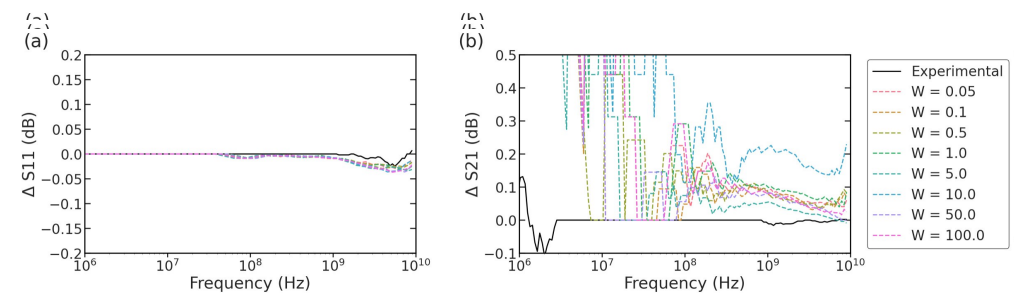 (a)
(b)
0.2
0.15
0.1
0.05
0.0
−0.05
−0.1
−0.15
−0.2
Δ S11 (dB)
10^6 10^7 10^8 10^9 10^10
Frequency (Hz)
0.5
0.4
0.3
0.2
0.1
0.0
−0.1
Δ S21 (dB)
10^6 10^7 10^8 10^9 10^10
Frequency (Hz)
Experimental
W = 0.05
W = 0.1
W = 0.5
W = 1.0
W = 5.0
W = 10.0
W = 50.0
W = 100.0